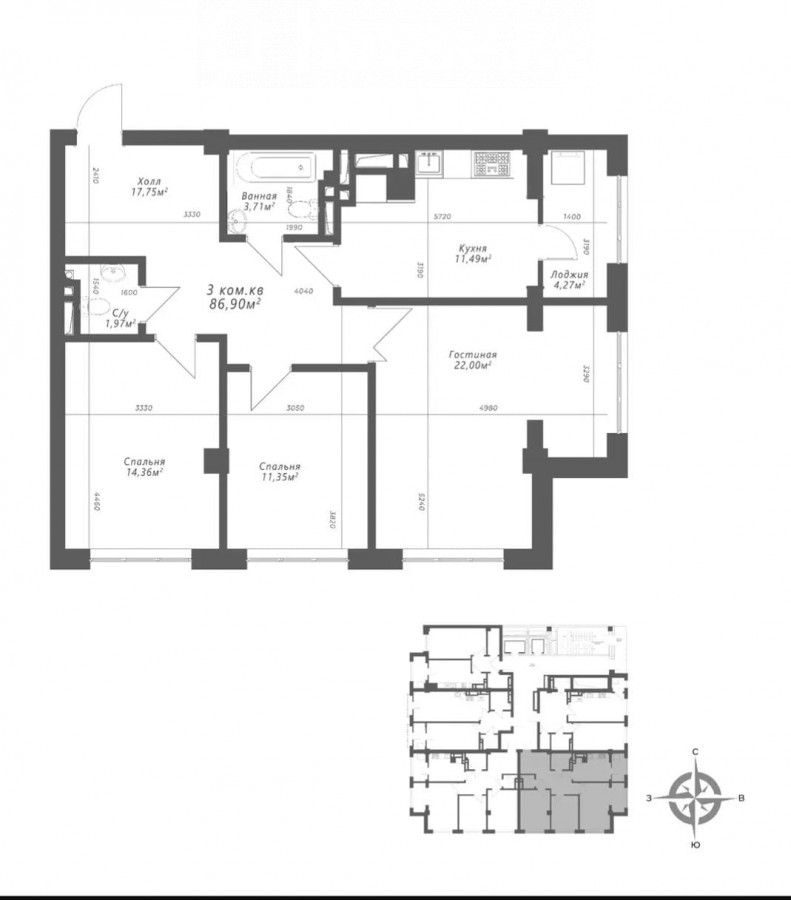 2410
Холл
17,75м²
3330
Ванная
3,71м²
1840
1990
5720
1400
Кухня
11,49м²
3190
3190
Лоджия
4,27м²
1540
1600
С/у
1,97м²
3 ком.кв
86,90м²
4040
Гостиная
22,00м²
3290
3330
3050
4980
Спальня
14,36м²
Спальня
11,35м²
4460
3820
6240
С
З
В
Ю